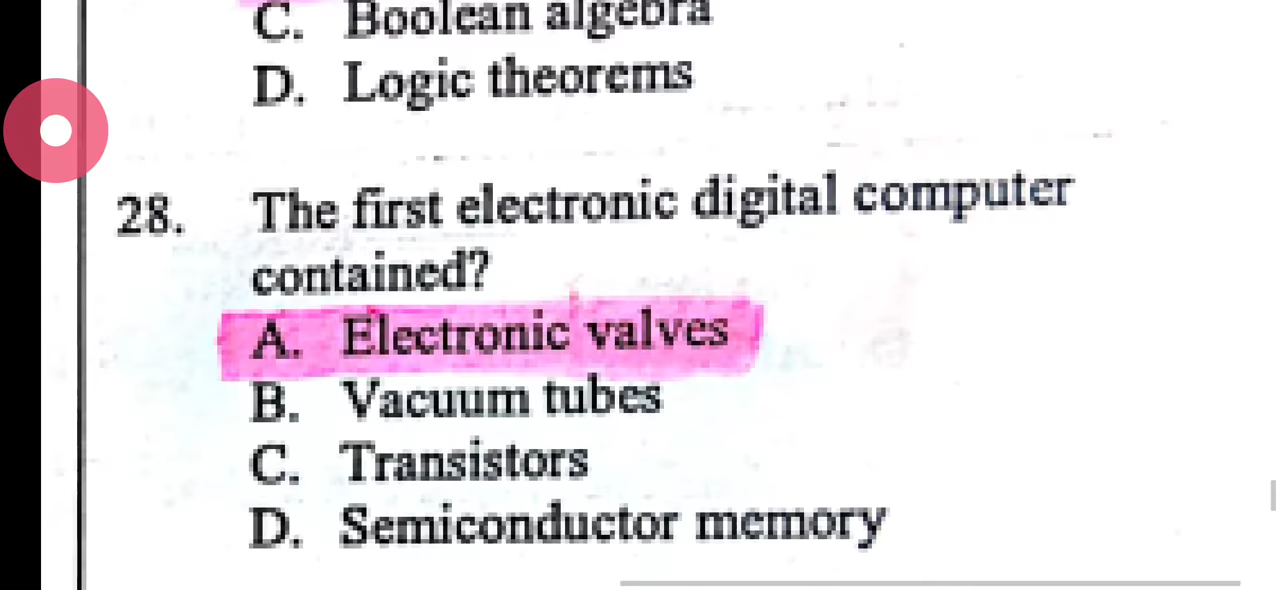 C. Boolean algebra
D. Logic theorems
28. The first electronic digital computer
contained?
A. Electronic valves
B. Vacuum tubes
C. Transistors
D. Semiconductor memory